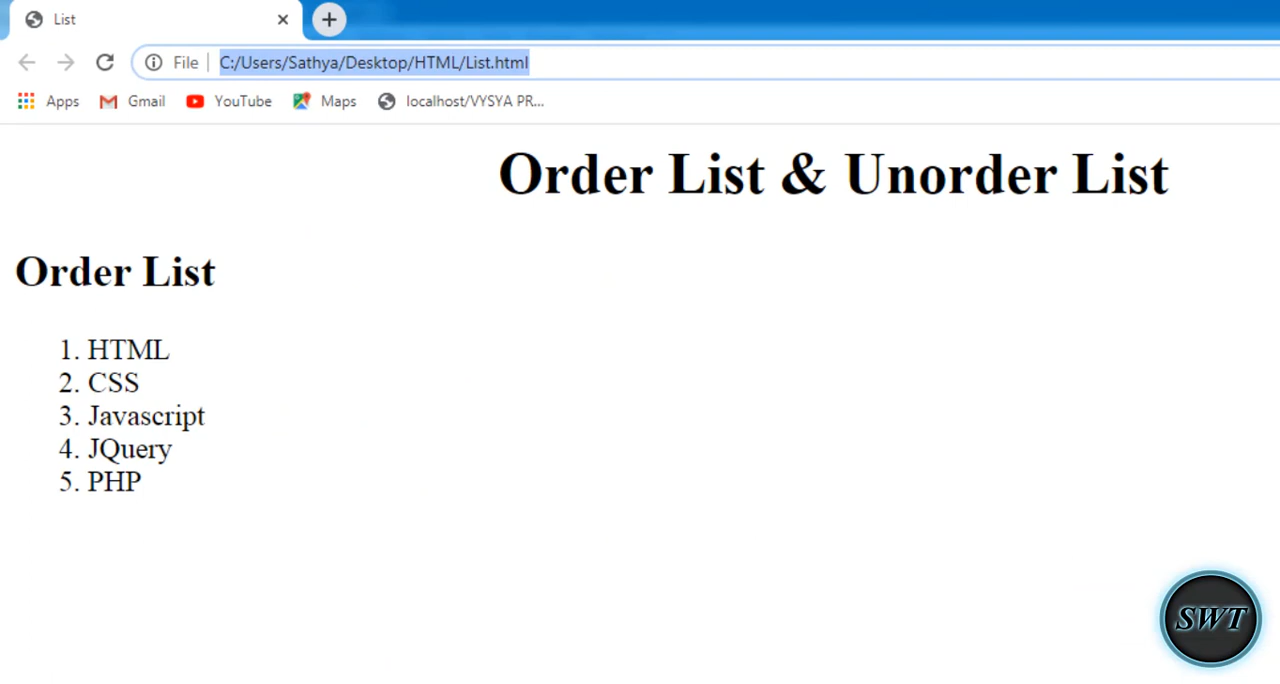 List
File C:/Users/Sathya/Desktop/HTML/List.html
Apps Gmail YouTube Maps localhost/VYSYA PR...
Order List & Unorder List
Order List
1. HTML
2. CSS
3. Javascript
4. JQuery
5. PHP
SWT